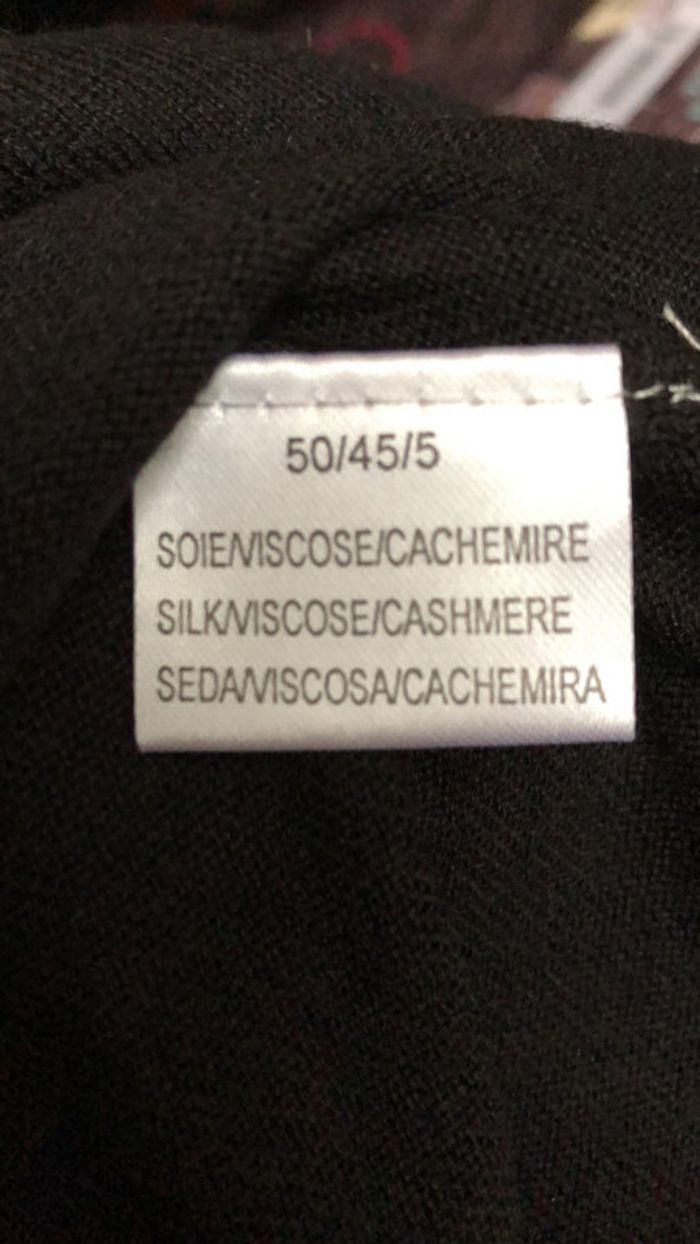 50/45/5
SOIE/VISCOSE/CACHEMIRE
SILK/VISCOSE/CASHMERE
SEDA/VISCOSA/CACHEMIRA